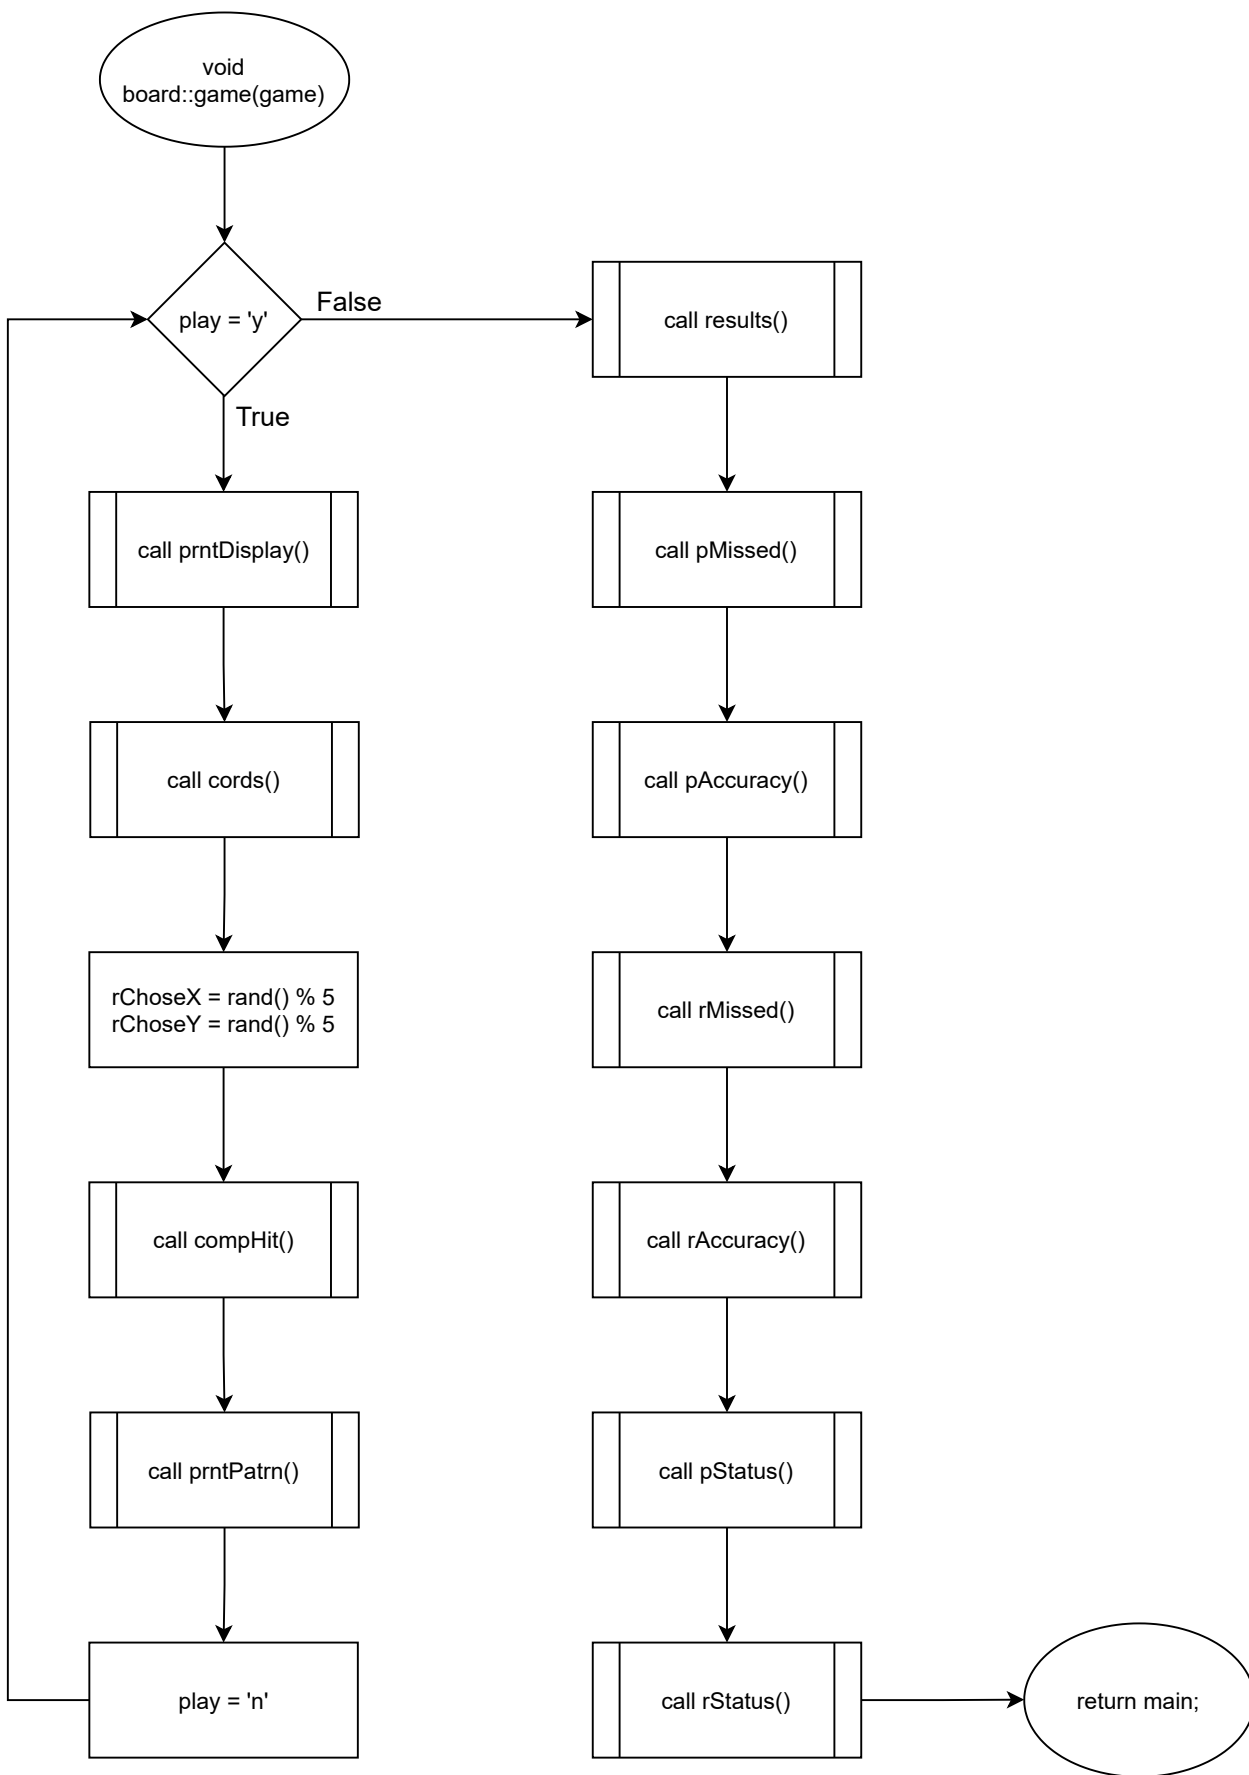 void
board::game(game)
play = 'y'
False
True
call prntDisplay()
call cords()
rChoseX = rand() % 5
rChoseY = rand() % 5
call compHit()
call prntPatrn()
play = 'n'
call results()
call pMissed()
call pAccuracy()
call rMissed()
call rAccuracy()
call pStatus()
call rStatus()
return main;